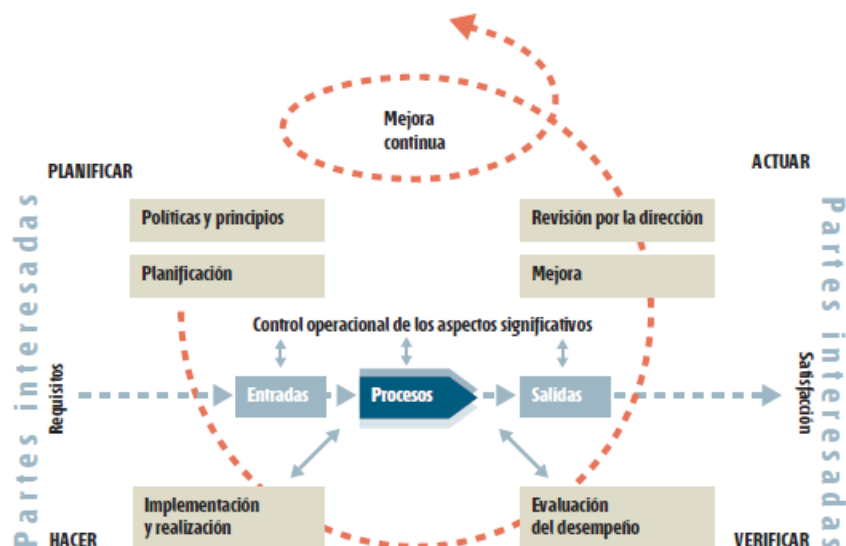 Mejora
continua
PLANIFICAR
ACTUAR
Partes interesadas
Políticas y principios
Revisión por la dirección
Partes interesadas
Planificación
Mejora
Control operacional de los aspectos significativos
Requisitos
Entradas
Procesos
Salidas
Satisfacción
Implementación
y realización
Evaluación
del desempeño
HACER
VERIFICAR